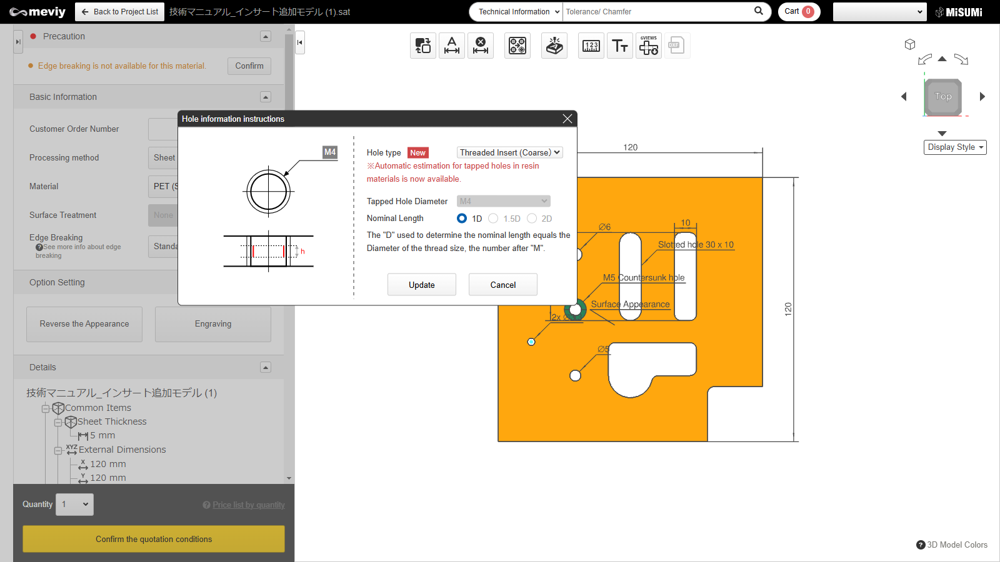 meviy
Back to Project List
技術マニュアル_インサート追加モデル (1).sat
Technical Information
Tolerance/ Chamfer
Cart 0
MiSUMi
Precaution
Edge breaking is not available for this material.
Confirm
Basic Information
Customer Order Number
Processing method
Sheet
Material
PET (S
Surface Treatment
None
Edge Breaking
?See more info about edge
breaking
Standa
Option Setting
Reverse the Appearance
Engraving
Details
技術マニュアル_インサート追加モデル (1)
Common Items
Sheet Thickness
5 mm
XYZ External Dimensions
X 120 mm
Y 120 mm
Quantity
1
? Price list by quantity
Confirm the quotation conditions
Hole information instructions
M4
h
Hole type
New
Threaded Insert (Coarse)
※Automatic estimation for tapped holes in resin
materials is now available.
Tapped Hole Diameter
M4
Nominal Length
1D
1.5D
2D
The "D" used to determine the nominal length equals the
Diameter of the thread size, the number after "M".
Update
Cancel
A
123
TT
6VIEWS
DXF
Top
Display Style
120
∅6
10
Slotted hole 30 x 10
M5 Countersunk hole
Surface Appearance
2x
∅5
120
? 3D Model Colors